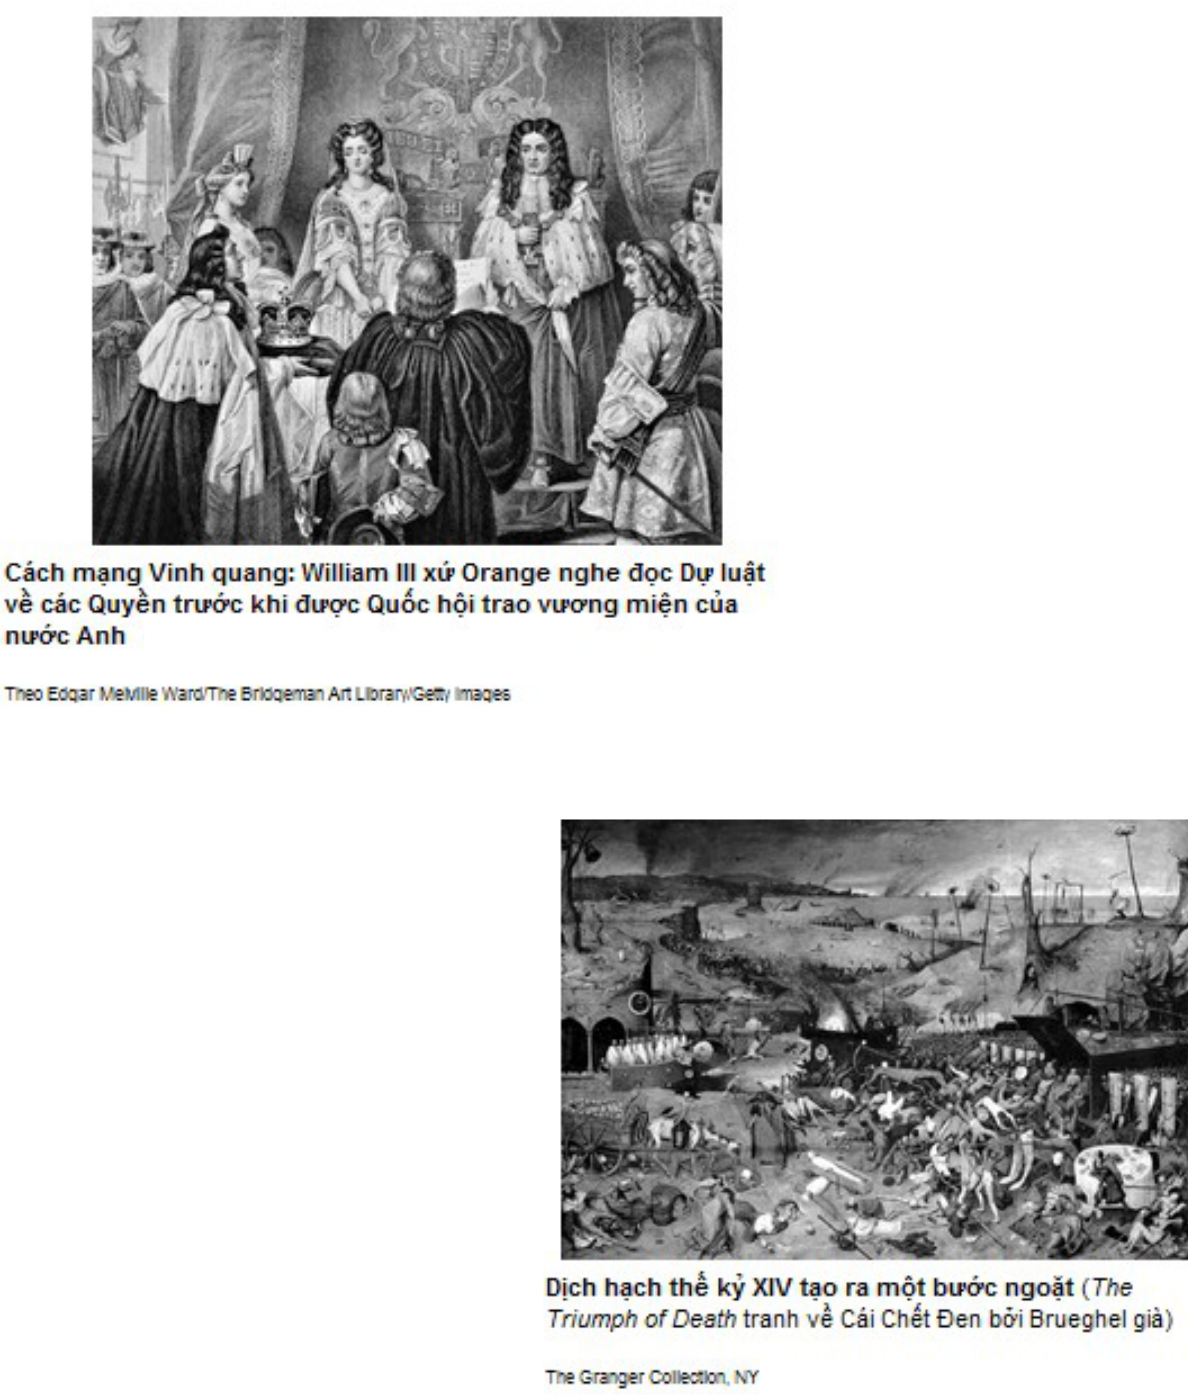 Cách mạng Vinh quang: William III xứ Orange nghe đọc Dự luật
về các Quyền trước khi được Quốc hội trao vương miện của
nước Anh
Theo Edgar Melville Ward/The Bridgeman Art Library/Getty Images
Dịch hạch thế kỷ XIV tạo ra một bước ngoặt (The
Triumph of Death tranh về Cái Chết Đen bởi Brueghel già)
The Granger Collection, NY